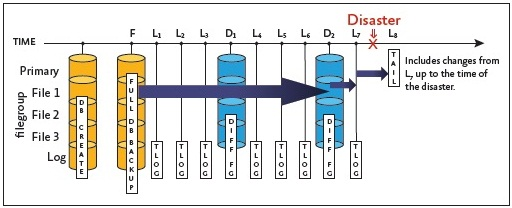 Disaster
TIME F L1 L2 L3 D1 L4 L5 L6 D2 L7 L8
Primary
File 1
File 2
File 3
Log
filegroup
DB CREATE
FULL DB BACKUP
TLOG
TLOG
TLOG
DIFF FG
TLOG
TLOG
TLOG
DIFF FG
TLOG
TAIL
Includes changes from
L7 up to the time of
the disaster.